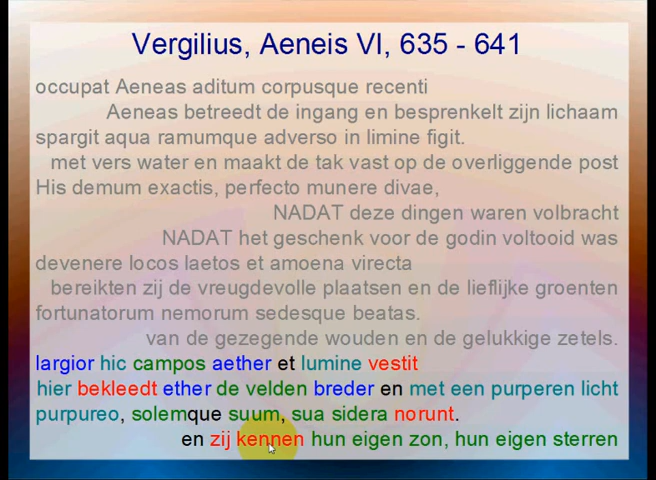 Vergilius, Aeneis VI, 635 - 641
occupat Aeneas aditum corpusque recenti
Aeneas betreedt de ingang en besprenkelt zijn lichaam
spargit aqua ramumque adverso in limine figit.
met vers water en maakt de tak vast op de overliggende post
His demum exactis, perfecto munere divae,
NADAT deze dingen waren volbracht
NADAT het geschenk voor de godin voltooid was
devenere locos laetos et amoena virecta
bereikten zij de vreugdevolle plaatsen en de lieflijke groenten
fortunatorum nemorum sedesque beatas.
van de gezegende wouden en de gelukkige zetels.
largior hic campos aether et lumine vestit
hier bekleedt ether de velden breder en met een purperen licht
purpureo, solemque suum, sua sidera norunt.
en zij kennen hun eigen zon, hun eigen sterren